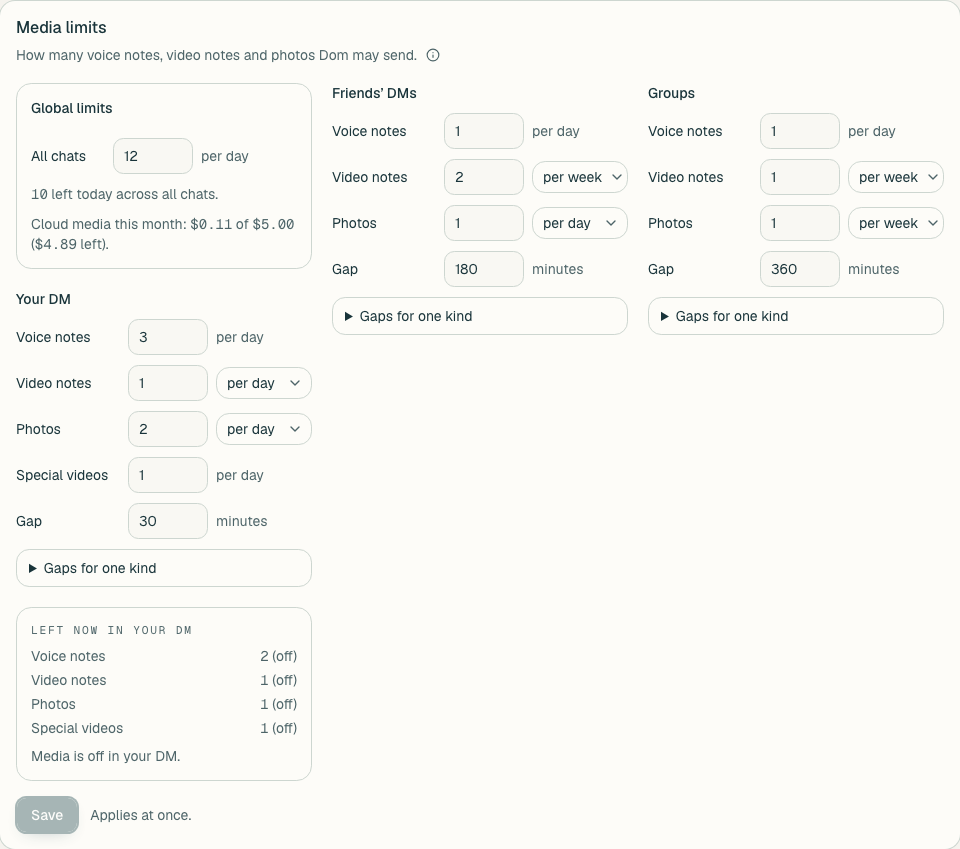 Media limits
How many voice notes, video notes and photos Dom may send.
Global limits
All chats 12 per day
10 left today across all chats.
Cloud media this month: $0.11 of $5.00
($4.89 left).
Your DM
Voice notes 3 per day
Video notes 1 per day
Photos 2 per day
Special videos 1 per day
Gap 30 minutes
Gaps for one kind
LEFT NOW IN YOUR DM
Voice notes 2 (off)
Video notes 1 (off)
Photos 1 (off)
Special videos 1 (off)
Media is off in your DM.
Friends’ DMs
Voice notes 1 per day
Video notes 2 per week
Photos 1 per day
Gap 180 minutes
Gaps for one kind
Groups
Voice notes 1 per day
Video notes 1 per week
Photos 1 per week
Gap 360 minutes
Gaps for one kind
Save Applies at once.